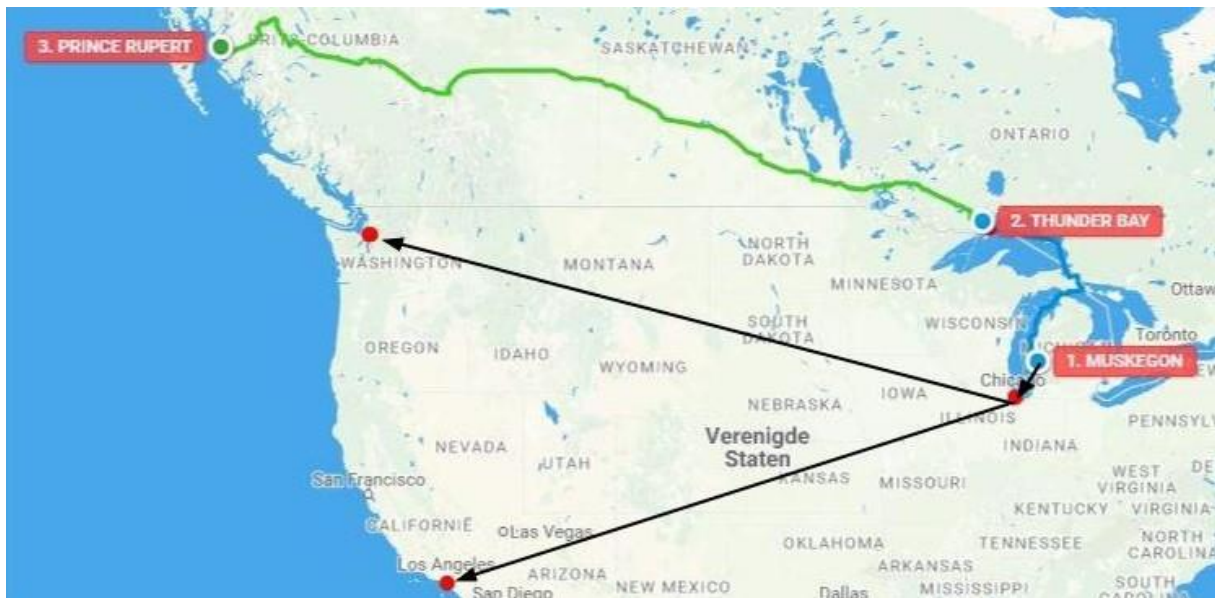 3. PRINCE RUPERT
COLUMBIA
SASKATCHEWAN
ONTARIO
2. THUNDER BAY
NORTH
DAKOTA
WASHINGTON
MONTANA
MINNESOTA
Ottaw
SOUTH
DAKOTA
WISCONSIN
Toronto
OREGON
IDAHO
WYOMING
1. MUSKEGON
Chicago
IOWA
NEBRASKA
ILLINOIS
PENNSYLV
Verenigde
Staten
INDIANA
NEVADA
UTAH
KANSAS
MISSOURI
WEST
VIRGINIA
DE
San Francisco
KENTUCKY
VIRGINIA
CALIFORNIË
Las Vegas
OKLAHOMA
TENNESSEE
NORTH
CAROLINA
Los Angeles
ARIZONA
NEW MEXICO
ARKANSAS
San Diego
Dallas
MISSISSIPPI
SOUTH
CAROLINA